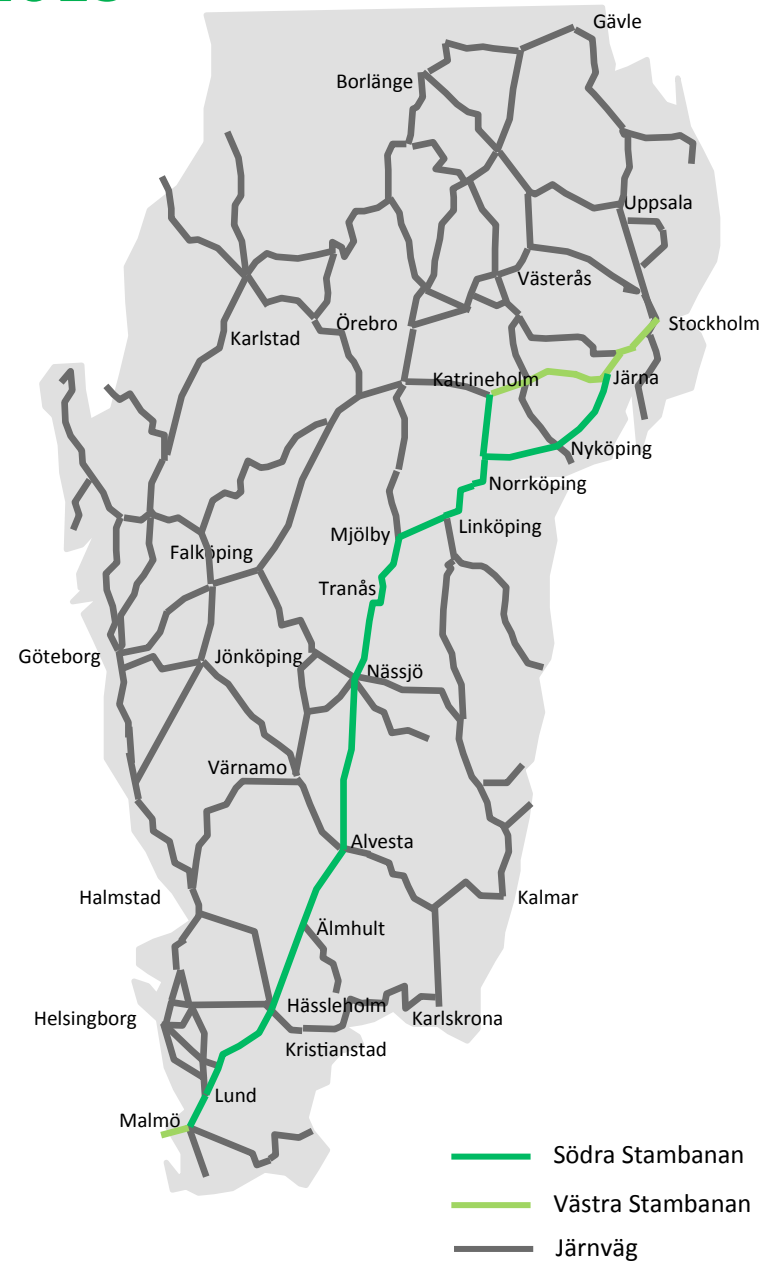 Gävle
Borlänge
Uppsala
Västerås
Stockholm
Örebro
Karlstad
Katrineholm
Järna
Nyköping
Norrköping
Linköping
Mjölby
Falköping
Tranås
Göteborg
Jönköping
Nässjö
Värnamo
Alvesta
Halmstad
Kalmar
Älmhult
Hässleholm
Helsingborg
Karlskrona
Kristianstad
Lund
Malmö
Södra Stambanan
Västra Stambanan
Järnväg